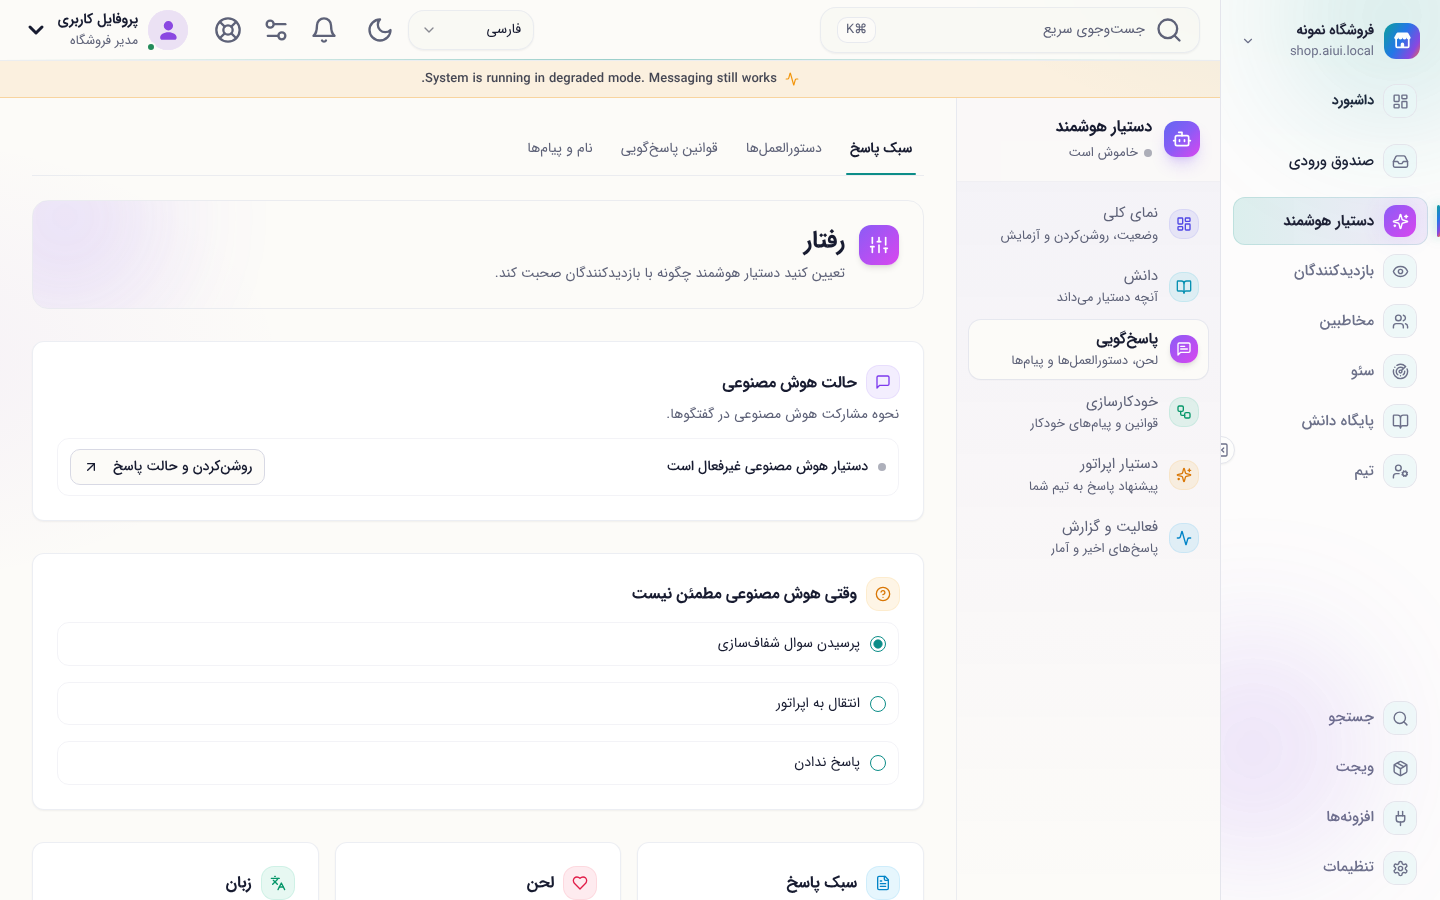 فروشگاه نمونه
shop.aiui.local
داشبورد
صندوق ورودی
دستیار هوشمند
بازدیدکنندگان
مخاطبین
سئو
پایگاه دانش
تیم
جستجو
ویجت
افزونه‌ها
تنظیمات
جست‌وجوی سریع
⌘K
فارسی
پروفایل کاربری
مدیر فروشگاه
System is running in degraded mode. Messaging still works.
دستیار هوشمند
خاموش است
نمای کلی
وضعیت، روشن‌کردن و آزمایش
دانش
آنچه دستیار می‌داند
پاسخ‌گویی
لحن، دستورالعمل‌ها و پیام‌ها
خودکارسازی
قوانین و پیام‌های خودکار
دستیار اپراتور
پیشنهاد پاسخ به تیم شما
فعالیت و گزارش
پاسخ‌های اخیر و آمار
سبک پاسخ
دستورالعمل‌ها
قوانین پاسخ‌گویی
نام و پیام‌ها
رفتار
تعیین کنید دستیار هوشمند چگونه با بازدیدکنندگان صحبت کند.
حالت هوش مصنوعی
نحوه مشارکت هوش مصنوعی در گفتگوها.
دستیار هوش مصنوعی غیرفعال است
روشن‌کردن و حالت پاسخ
وقتی هوش مصنوعی مطمئن نیست
پرسیدن سوال شفاف‌سازی
انتقال به اپراتور
پاسخ ندادن
سبک پاسخ
لحن
زبان